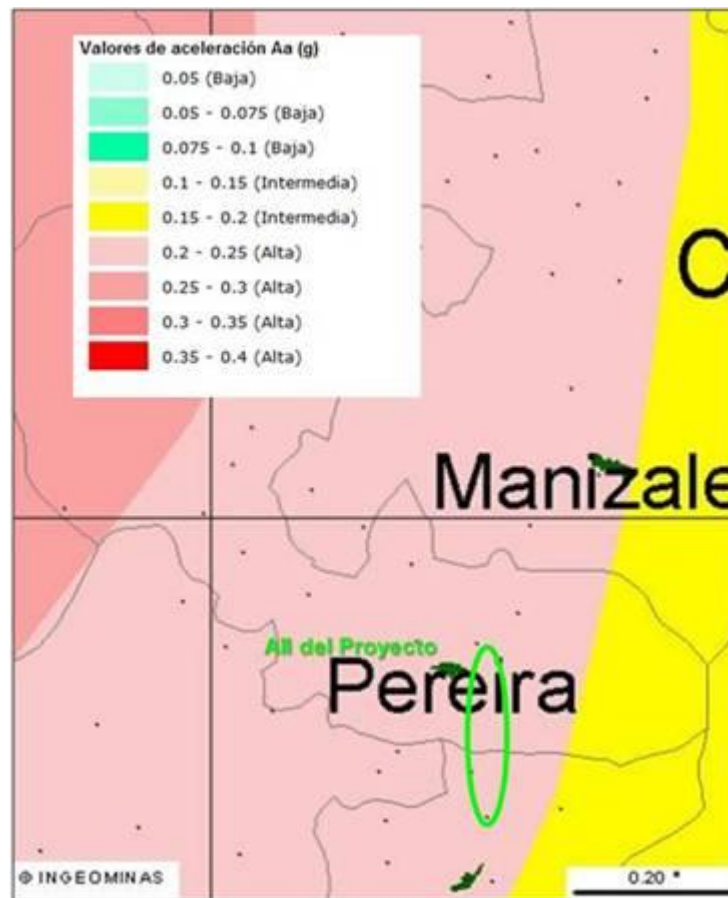 Valores de aceleración Aa (g)
0.05 (Baja)
0.05 - 0.075 (Baja)
0.075 - 0.1 (Baja)
0.1 - 0.15 (Intermedia)
0.15 - 0.2 (Intermedia)
0.2 - 0.25 (Alta)
0.25 - 0.3 (Alta)
0.3 - 0.35 (Alta)
0.35 - 0.4 (Alta)
C
Manizale
AII del Proyecto
Pereira
© INGEOMINAS
0.20 °